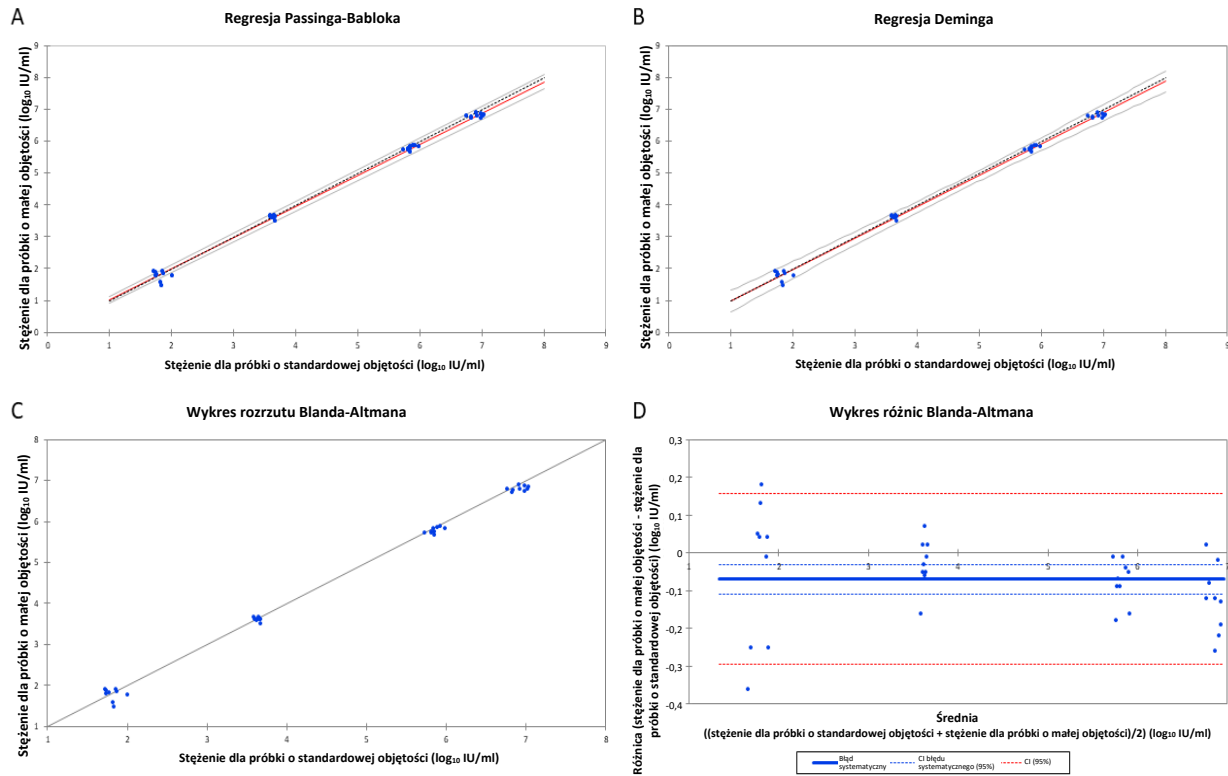 A
Regresja Passinga-Babloka
Stężenie dla próbki o małej objętości (log₁₀ IU/ml)
9
8
7
6
5
4
3
2
1
0
0 1 2 3 4 5 6 7 8 9
Stężenie dla próbki o standardowej objętości (log₁₀ IU/ml)
B
Regresja Deminga
Stężenie dla próbki o małej objętości (log₁₀ IU/ml)
9
8
7
6
5
4
3
2
1
0
0 1 2 3 4 5 6 7 8 9
Stężenie dla próbki o standardowej objętości (log₁₀ IU/ml)
C
Wykres rozrzutu Blanda-Altmana
Stężenie dla próbki o małej objętości (log₁₀ IU/ml)
8
7
6
5
4
3
2
1
1 2 3 4 5 6 7 8
Stężenie dla próbki o standardowej objętości (log₁₀ IU/ml)
D
Wykres różnic Blanda-Altmana
Różnica (stężenie dla próbki o małej objętości - stężenie dla
próbki o standardowej objętości) (log₁₀ IU/ml)
0,3
0,2
0,1
0
-0,1
-0,2
-0,3
-0,4
1 2 3 4 5 6 7
Średnia
((stężenie dla próbki o standardowej objętości + stężenie dla próbki o małej objętości)/2) (log₁₀ IU/ml)
Błąd
systematyczny
CI błędu
systematycznego (95%)
CI (95%)